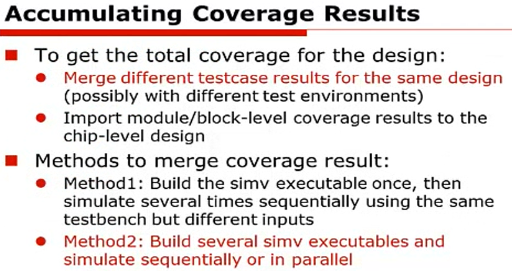 Accumulating Coverage Results
To get the total coverage for the design:
Merge different testcase results for the same design
(possibly with different test environments)
Import module/block-level coverage results to the
chip-level design
Methods to merge coverage result:
Method1: Build the simv executable once, then
simulate several times sequentially using the same
testbench but different inputs
Method2: Build several simv executables and
simulate sequentially or in parallel